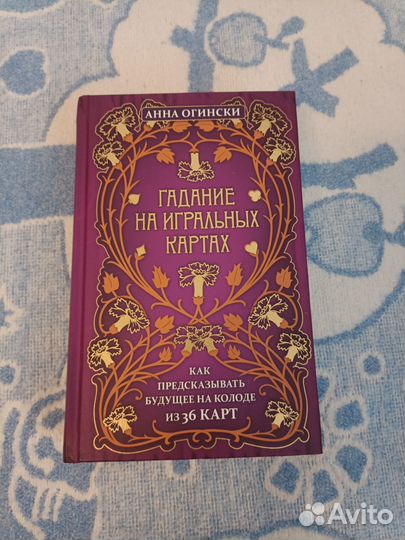 АННА ОГИНСКИ
ГАДАНИЕ
НА ИГРАЛЬНЫХ
КАРТАХ
КАК
ПРЕДСКАЗЫВАТЬ
БУДУЩЕЕ НА КОЛОДЕ
ИЗ 36 КАРТ
Avito